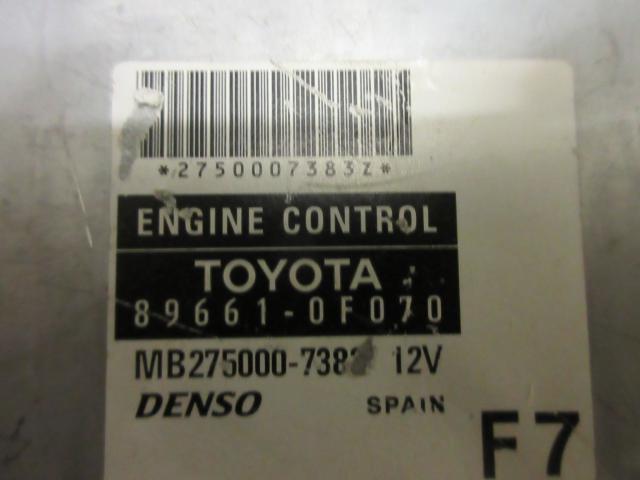 *2750007383Z*
ENGINE CONTROL
TOYOTA
89661-0F070
12V
DENSO SPAIN
F7